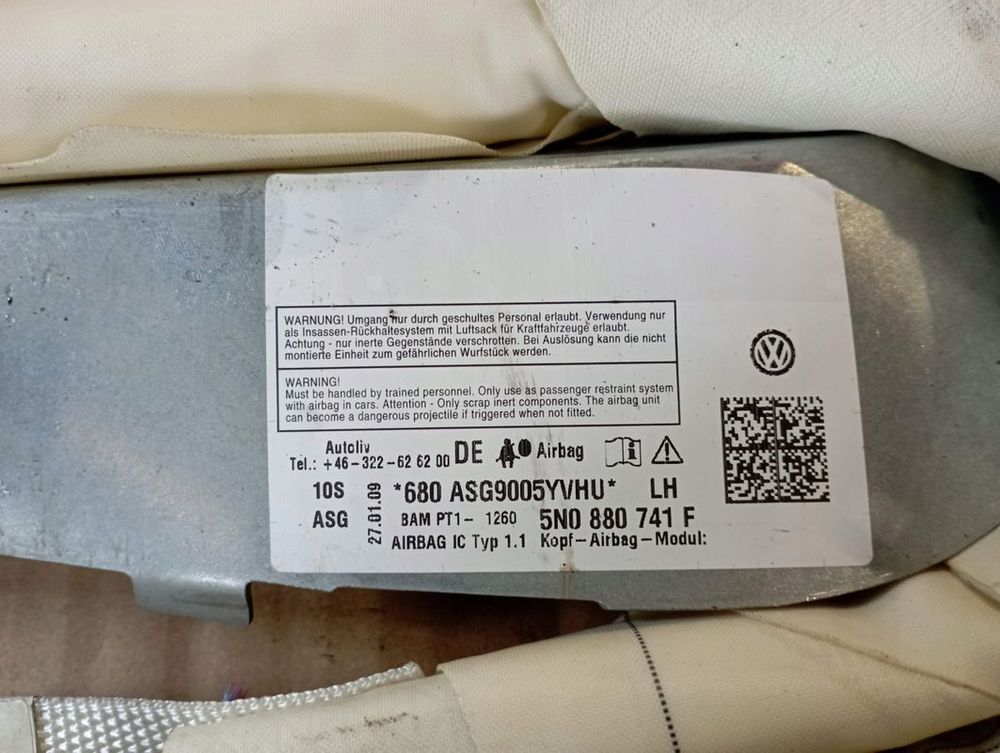 WARNUNG! Umgang nur durch geschultes Personal erlaubt. Verwendung nur
als Insassen-Rückhaltesystem mit Luftsack für Kraftfahrzeuge erlaubt.
Achtung - nur inerte Gegenstände verschrotten. Bei Auslösung kann die nicht
montierte Einheit zum gefährlichen Wurfstück werden.
WARNING!
Must be handled by trained personnel. Only use as passenger restraint system
with airbag in cars. Attention - Only scrap inert components. The airbag unit
can become a dangerous projectile if triggered when not fitted.
Autoliv
Tel.: +46-322-62 62 00 DE Airbag
10S *680 ASG9005YVHU* LH
ASG 27.01.09 BAM PT1- 1260 5N0 880 741 F
AIRBAG IC Typ 1.1 Kopf-Airbag-Modul: